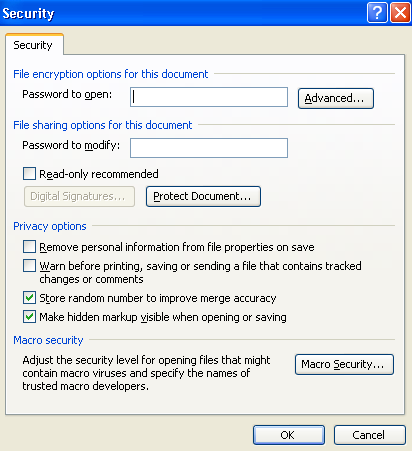 Security
Security
File encryption options for this document
Password to open:
Advanced...
File sharing options for this document
Password to modify:
Read-only recommended
Digital Signatures...
Protect Document...
Privacy options
Remove personal information from file properties on save
Warn before printing, saving or sending a file that contains tracked
changes or comments
Store random number to improve merge accuracy
Make hidden markup visible when opening or saving
Macro security
Adjust the security level for opening files that might
contain macro viruses and specify the names of
trusted macro developers.
Macro Security...
OK
Cancel